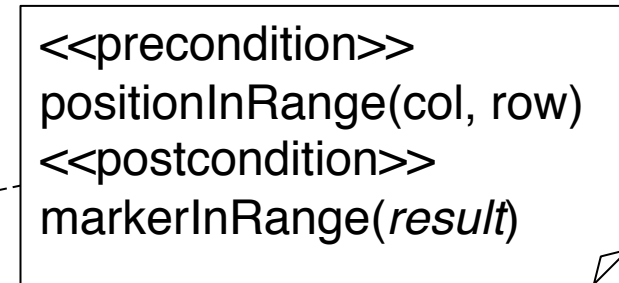 <<precondition>>
positionInRange(col, row)
<<postcondition>>
markerInRange(result)